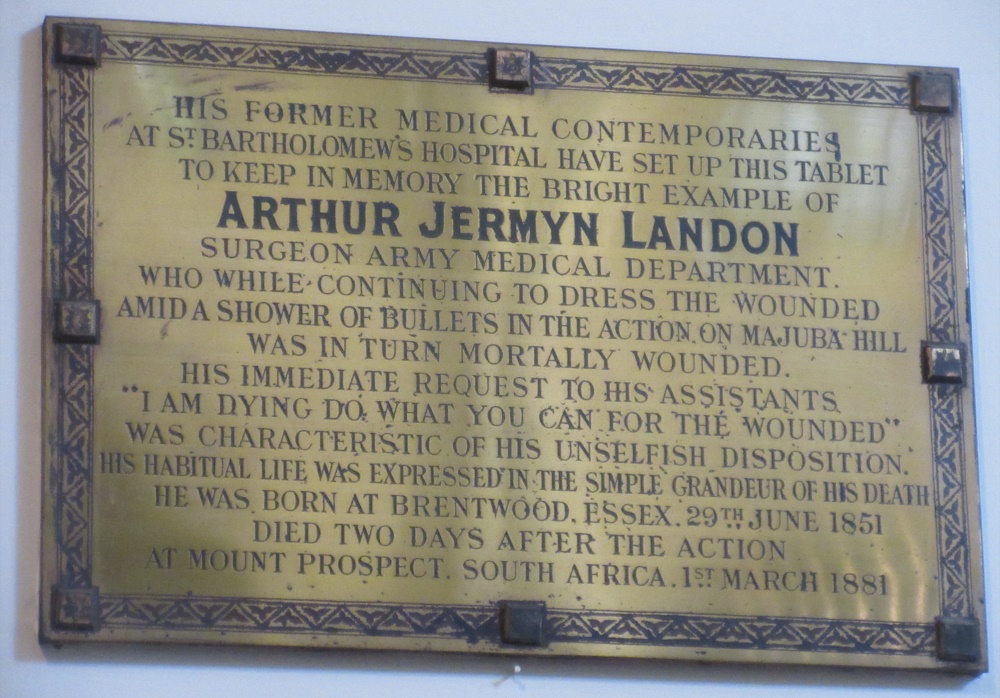 HIS FORMER MEDICAL CONTEMPORARIES
AT ST. BARTHOLOMEW'S HOSPITAL HAVE SET UP THIS TABLET
TO KEEP IN MEMORY THE BRIGHT EXAMPLE OF
ARTHUR JERMYN LANDON
SURGEON ARMY MEDICAL DEPARTMENT.
WHO WHILE CONTINUING TO DRESS THE WOUNDED
AMID A SHOWER OF BULLETS IN THE ACTION ON MAJUBA HILL
WAS IN TURN MORTALLY WOUNDED.
HIS IMMEDIATE REQUEST TO HIS ASSISTANTS
"I AM DYING DO WHAT YOU CAN FOR THE WOUNDED"
WAS CHARACTERISTIC OF HIS UNSELFISH DISPOSITION.
HIS HABITUAL LIFE WAS EXPRESSED IN THE SIMPLE GRANDEUR OF HIS DEATH
HE WAS BORN AT BRENTWOOD, ESSEX. 29TH JUNE 1851
DIED TWO DAYS AFTER THE ACTION
AT MOUNT PROSPECT. SOUTH AFRICA. 1ST MARCH 1881